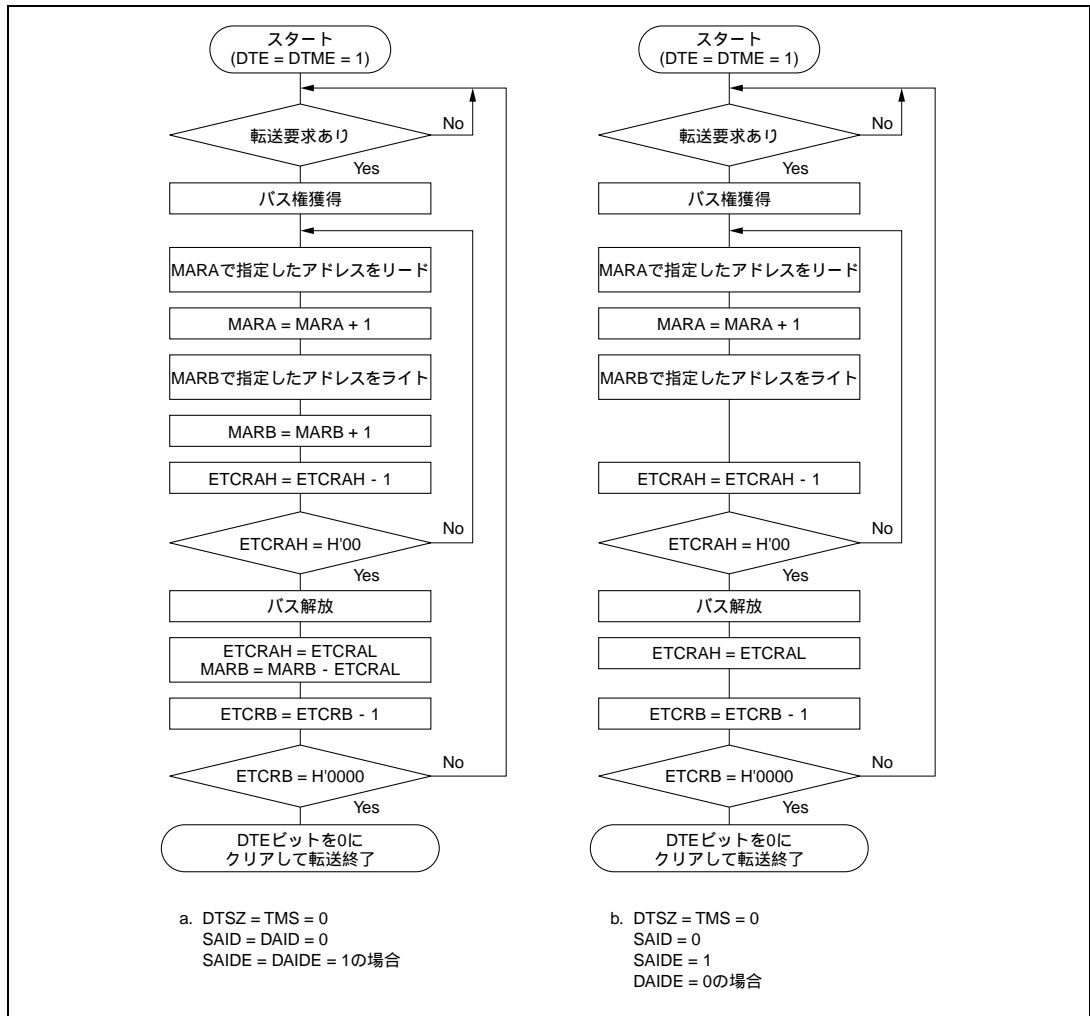 スタート
(DTE = DTME = 1)
転送要求あり
No
Yes
バス権獲得
MARAで指定したアドレスをリード
MARA = MARA + 1
MARBで指定したアドレスをライト
MARB = MARB + 1
ETCRAH = ETCRAH - 1
ETCRAH = H'00
No
Yes
バス解放
ETCRAH = ETCRAL
MARB = MARB - ETCRAL
ETCRB = ETCRB - 1
ETCRB = H'0000
No
Yes
DTEビットを0に
クリアして転送終了
a. DTSZ = TMS = 0
SAID = DAID = 0
SAIDE = DAIDE = 1の場合
スタート
(DTE = DTME = 1)
転送要求あり
No
Yes
バス権獲得
MARAで指定したアドレスをリード
MARA = MARA + 1
MARBで指定したアドレスをライト
ETCRAH = ETCRAH - 1
ETCRAH = H'00
No
Yes
バス解放
ETCRAH = ETCRAL
ETCRB = ETCRB - 1
ETCRB = H'0000
No
Yes
DTEビットを0に
クリアして転送終了
b. DTSZ = TMS = 0
SAID = 0
SAIDE = 1
DAIDE = 0の場合